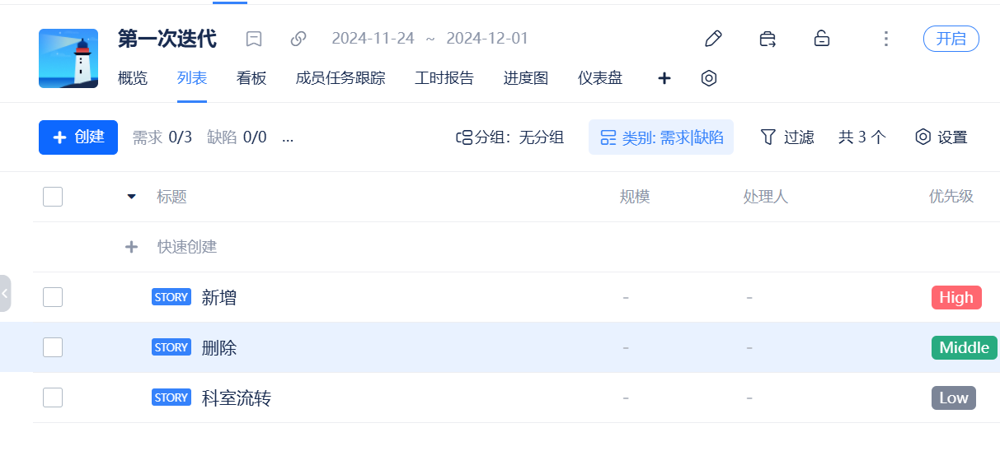 第一次迭代 2024-11-24 ~ 2024-12-01 开启
概览 列表 看板 成员任务跟踪 工时报告 进度图 仪表盘
创建 需求 0/3 缺陷 0/0 ... 分组: 无分组 类别: 需求|缺陷 过滤 共 3 个 设置
标题 规模 处理人 优先级
快速创建
STORY 新增 - - High
STORY 删除 - - Middle
STORY 科室流转 - - Low